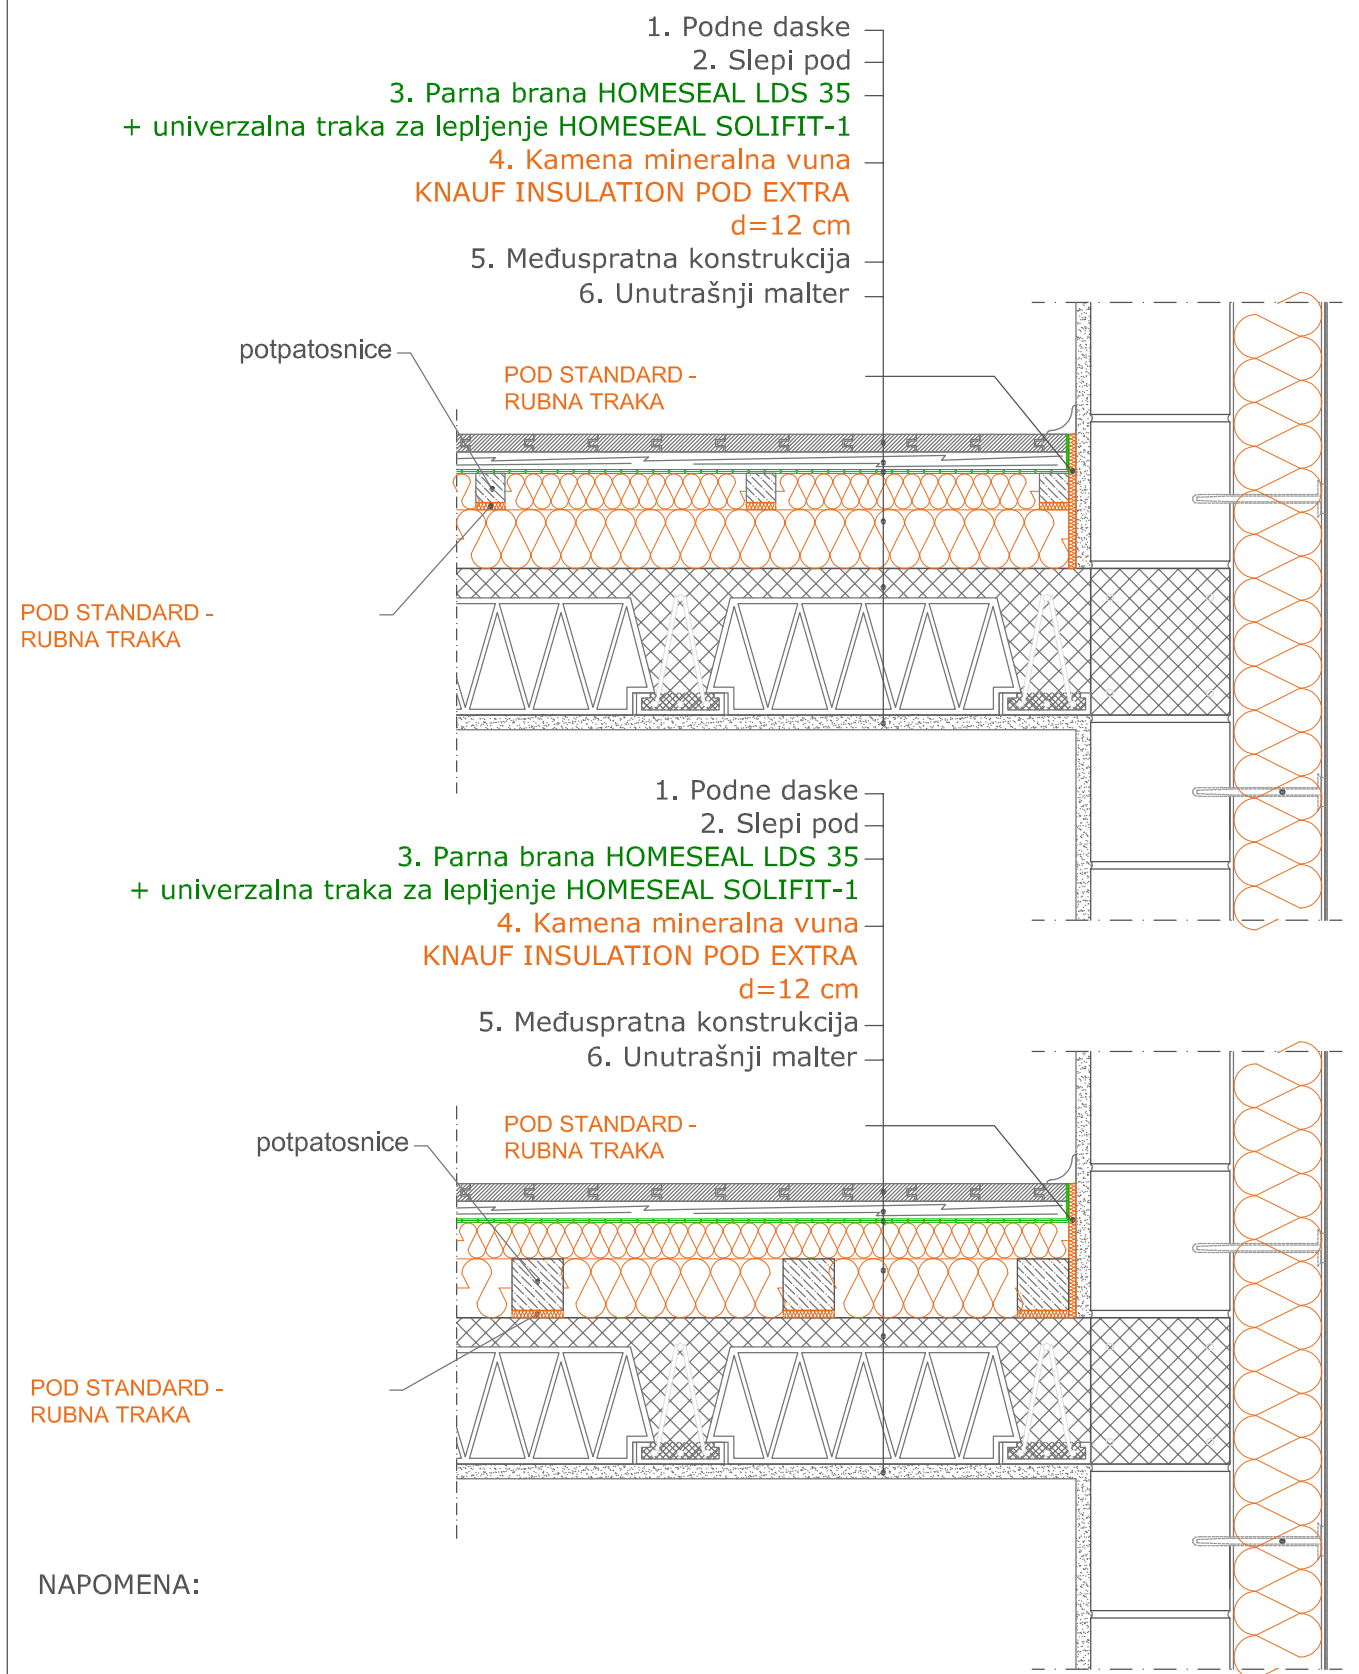 1. Podne daske
2. Slepi pod
3. Parna brana HOMESEAL LDS 35
+ univerzalna traka za lepljenje HOMESEAL SOLIFIT-1
4. Kamena mineralna vuna
KNAUF INSULATION POD EXTRA
d=12 cm
5. Međuspratna konstrukcija
6. Unutrašnji malter
potpatosnice
POD STANDARD -
RUBNA TRAKA
POD STANDARD -
RUBNA TRAKA
1. Podne daske
2. Slepi pod
3. Parna brana HOMESEAL LDS 35
+ univerzalna traka za lepljenje HOMESEAL SOLIFIT-1
4. Kamena mineralna vuna
KNAUF INSULATION POD EXTRA
d=12 cm
5. Međuspratna konstrukcija
6. Unutrašnji malter
POD STANDARD -
RUBNA TRAKA
potpatosnice
POD STANDARD -
RUBNA TRAKA
NAPOMENA: